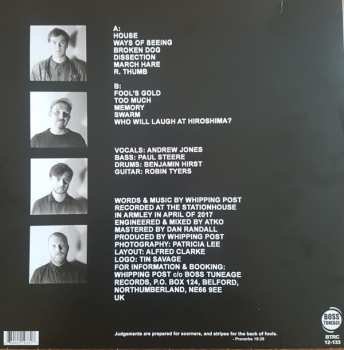 A:
HOUSE
WAYS OF SEEING
BROKEN DOG
DISSECTION
MARCH HARE
R. THUMB
B:
FOOL'S GOLD
TOO MUCH
MEMORY
SWARM
WHO WILL LAUGH AT HIROSHIMA?
VOCALS: ANDREW JONES
BASS: PAUL STEERE
DRUMS: BENJAMIN HIRST
GUITAR: ROBIN TYERS
WORDS & MUSIC BY WHIPPING POST
RECORDED AT THE STATIONHOUSE
IN ARMLEY IN APRIL OF 2017
ENGINEERED & MIXED BY ATKO
MASTERED BY DAN RANDALL
PRODUCED BY WHIPPING POST
PHOTOGRAPHY: PATRICIA LEE
LAYOUT: ALFRED CLARKE
LOGO: TIN SAVAGE
FOR INFORMATION & BOOKING:
WHIPPING POST c/o BOSS TUNEAGE
RECORDS, P.O. BOX 124, BELFORD,
NORTHUMBERLAND, NE66 9EE
UK
BOSS
TUNEAGE
BTRC
12-133
Judgements are prepared for scorners, and stripes for the back of fools.
- Proverbs 19:29